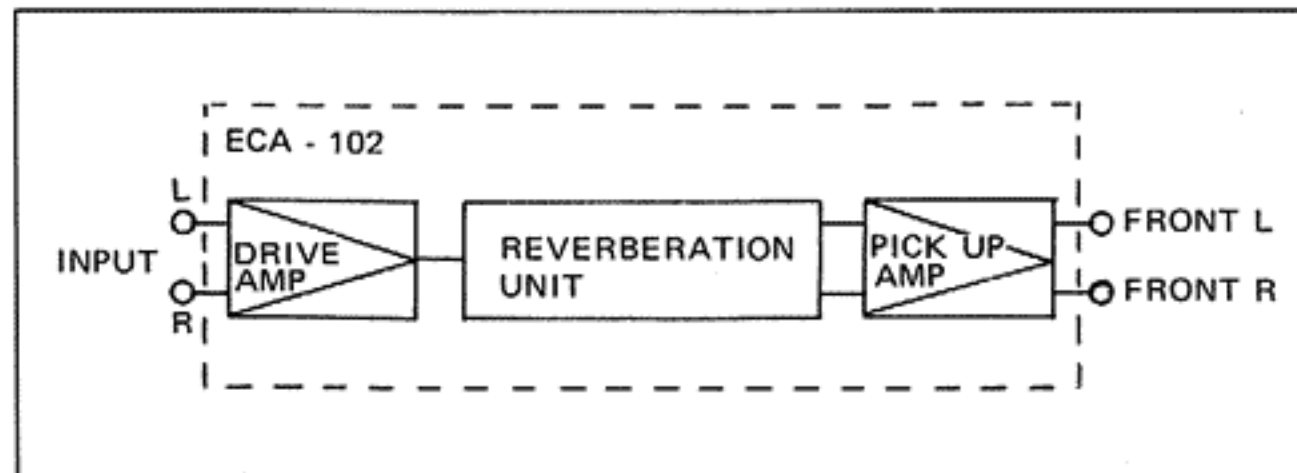 ECA - 102
L
INPUT
R
DRIVE
AMP
REVERBERATION
UNIT
PICK UP
AMP
FRONT L
FRONT R